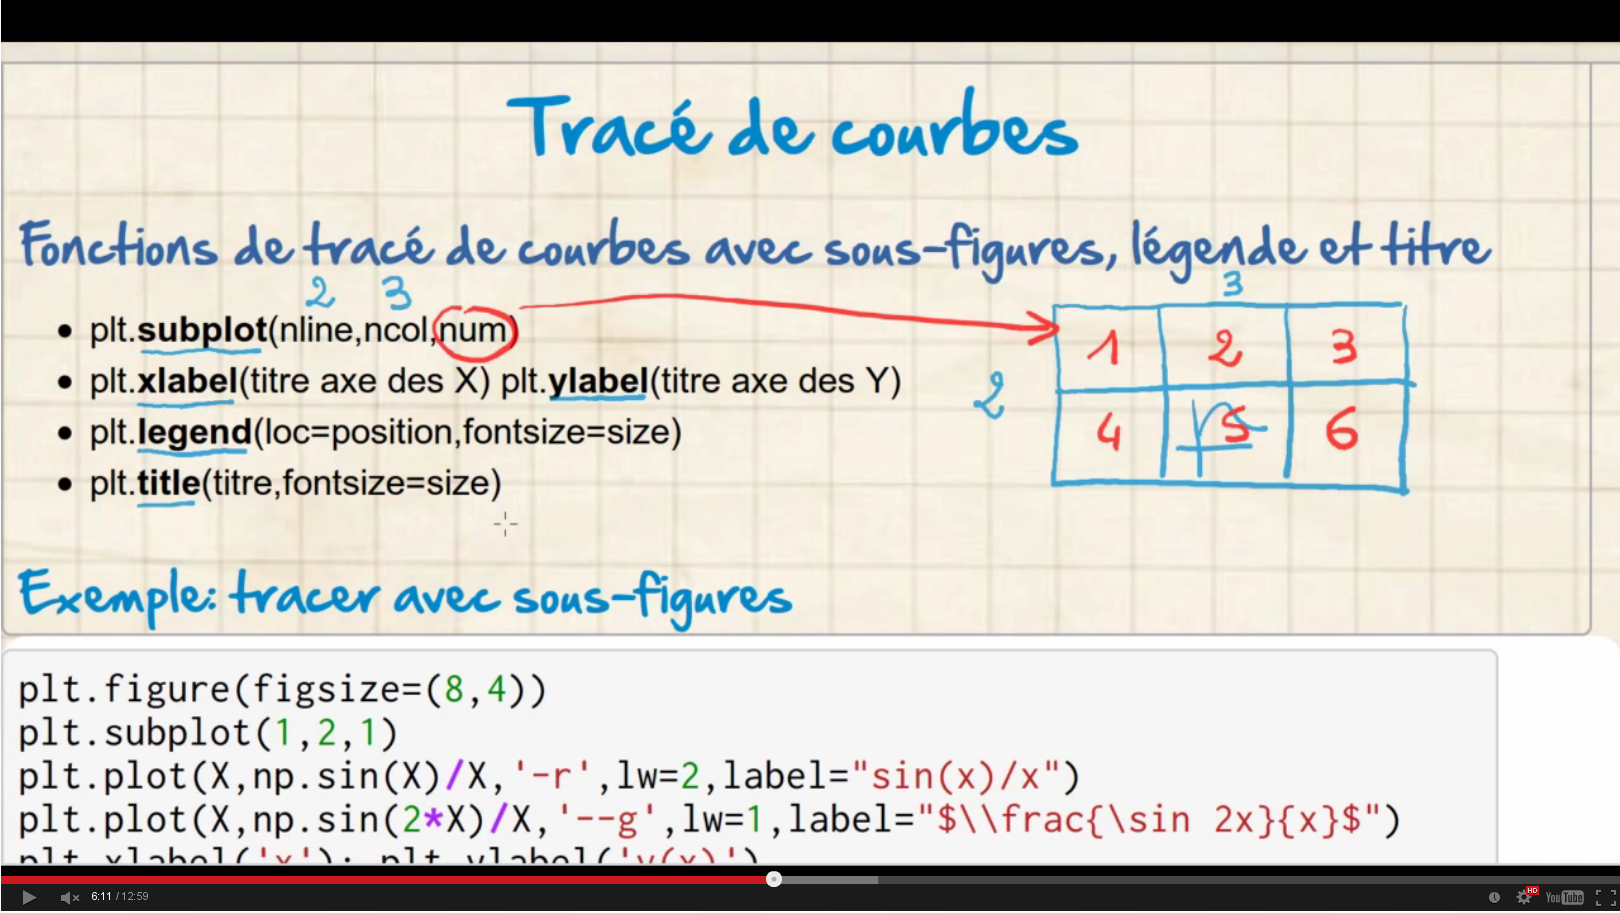 Tracé de courbes
Fonctions de tracé de courbes avec sous-figures, légende et titre
2 3
3
• plt.subplot(nline,ncol,num)
1 2 3
• plt.xlabel(titre axe des X) plt.ylabel(titre axe des Y)
2
• plt.legend(loc=position,fontsize=size)
4 5 6
• plt.title(titre,fontsize=size)
Exemple: tracer avec sous-figures
plt.figure(figsize=(8,4))
plt.subplot(1,2,1)
plt.plot(X,np.sin(X)/X,'-r',lw=2,label="sin(x)/x")
plt.plot(X,np.sin(2*X)/X,'--g',lw=1,label="$\\frac{\sin 2x}{x}$")
plt.xlabel('x'); plt.ylabel('y(x)')
6:11 / 12:59
HD
YouTube